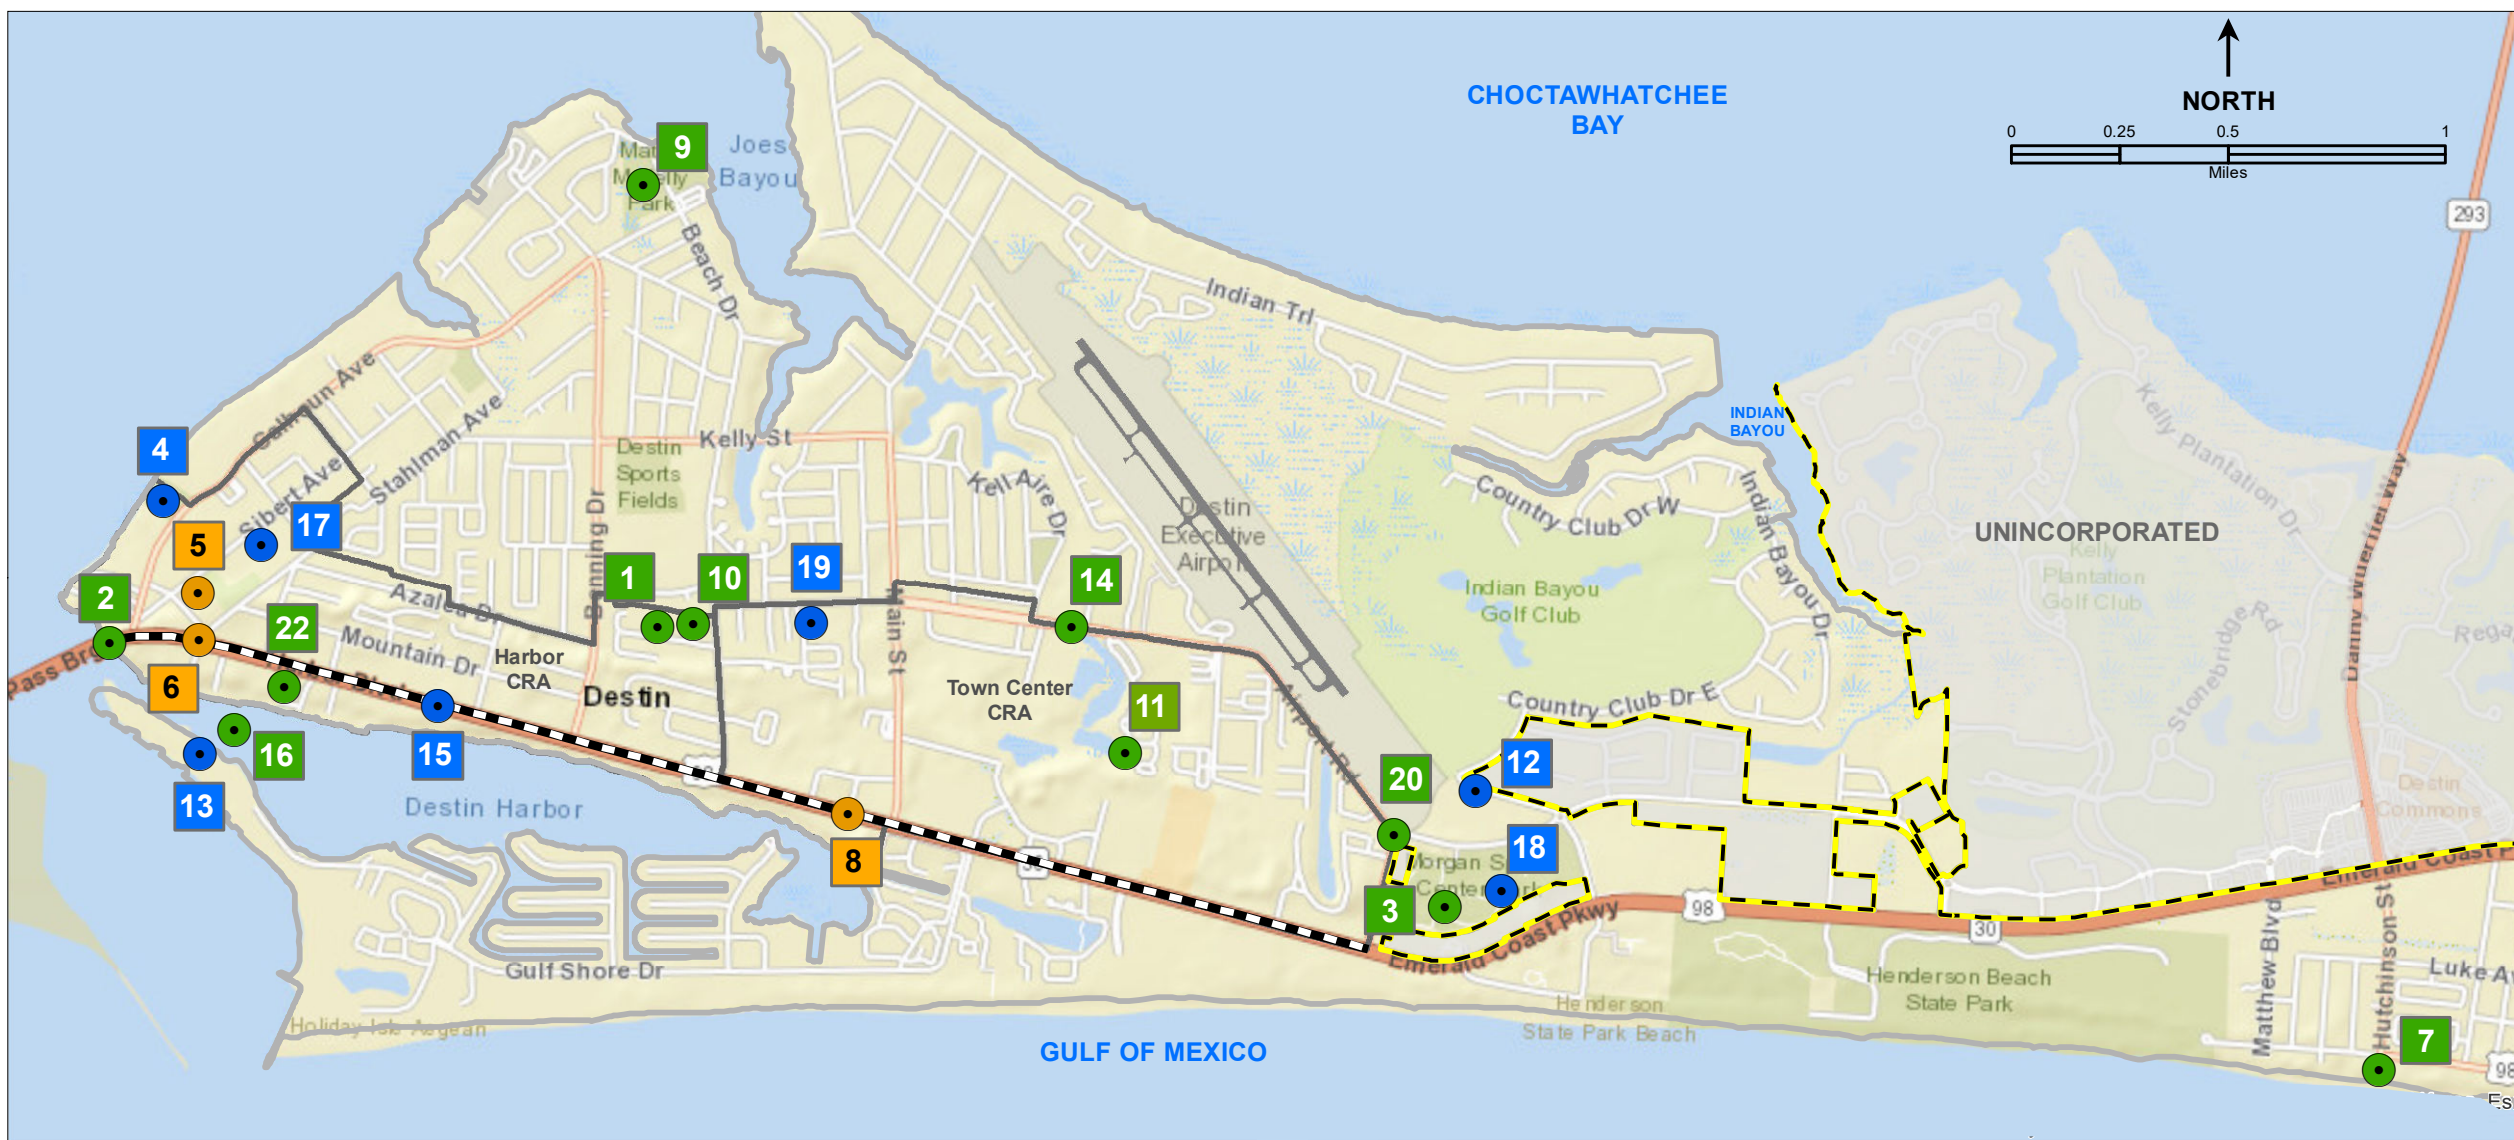 CHOCTAWHATCHEE
BAY
NORTH
0 0.25 0.5 1
Miles
293
9
Joes
Bayou
Park
Beach Dr
Indian Trl
Calhoun Ave
Stahlman Ave
Sibert Ave
4
5
17
2
22
6
16
13
15
Kelly St
Destin
Sports
Fields
Benning Dr
1
10
19
Kell Aire Dr
14
Main St
Azalea Dr
Mountain Dr
Harbor
CRA
Destin
Town Center
CRA
11
Destin
Executive
Airport
Airport Rd
INDIAN
BAYOU
Country Club Dr W
Indian Bayou Dr
Indian Bayou
Golf Club
Country Club Dr E
12
20
18
3
UNINCORPORATED
Kelly
Plantation
Golf Club
Kelly Plantation Dr
Stonebridge Rd
Danny Wuerffel Way
Destin
Commons
Destin Harbor
8
Gulf Shore Dr
Holiday Isle Aegean
GULF OF MEXICO
Emerald Coast Pkwy
98
30
Henderson
State Park Beach
Henderson Beach
State Park
Matthew Blvd
Hutchinson St
7
98